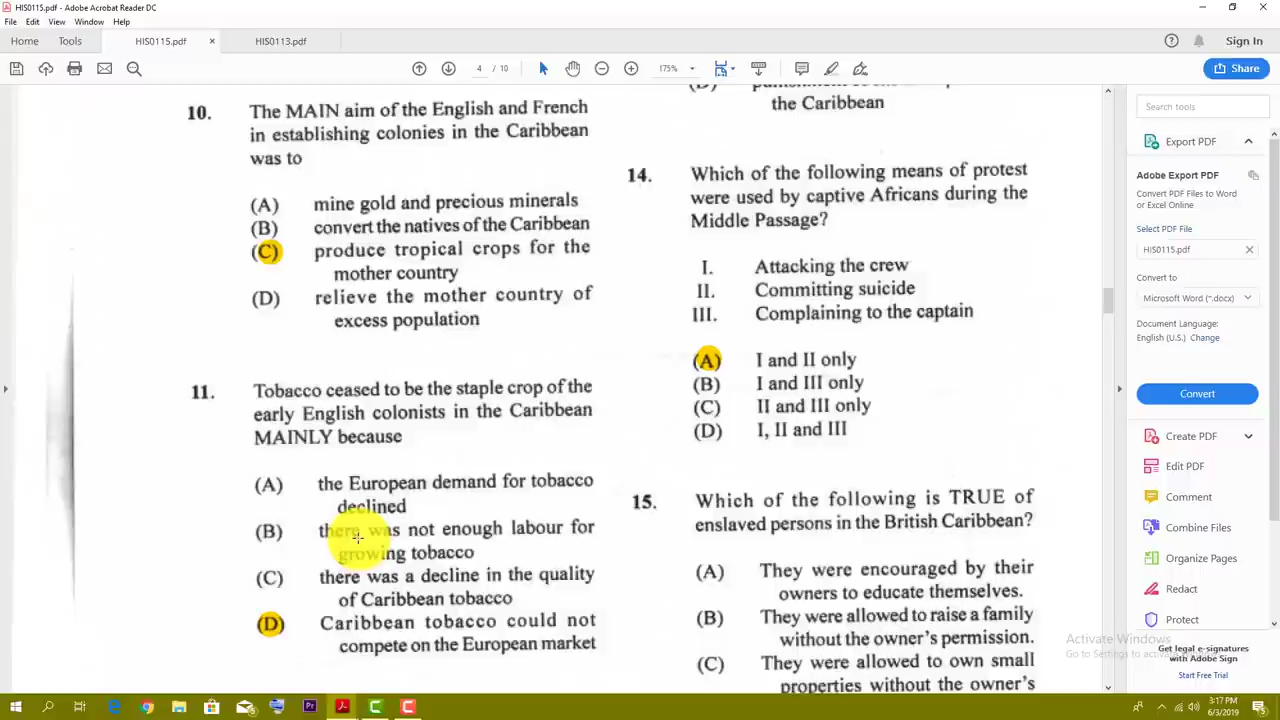 HIS0115.pdf - Adobe Acrobat Reader DC
File Edit View Window Help
Home Tools HIS0115.pdf × HIS0113.pdf Sign In
4 / 10 175% Share
10. The MAIN aim of the English and French
in establishing colonies in the Caribbean
was to
(A) mine gold and precious minerals
(B) convert the natives of the Caribbean
(C) produce tropical crops for the
mother country
(D) relieve the mother country of
excess population
11. Tobacco ceased to be the staple crop of the
early English colonists in the Caribbean
MAINLY because
(A) the European demand for tobacco
declined
(B) there was not enough labour for
growing tobacco
(C) there was a decline in the quality
of Caribbean tobacco
(D) Caribbean tobacco could not
compete on the European market
the Caribbean
14. Which of the following means of protest
were used by captive Africans during the
Middle Passage?
I. Attacking the crew
II. Committing suicide
III. Complaining to the captain
(A) I and II only
(B) I and III only
(C) II and III only
(D) I, II and III
15. Which of the following is TRUE of
enslaved persons in the British Caribbean?
(A) They were encouraged by their
owners to educate themselves.
(B) They were allowed to raise a family
without the owner's permission.
(C) They were allowed to own small
properties without the owner's
Search tools
Export PDF
Adobe Export PDF
Convert PDF Files to Word
or Excel Online
Select PDF File
HIS0115.pdf
Convert to
Microsoft Word (*.docx)
Document Language:
English (U.S.) Change
Convert
Create PDF
Edit PDF
Comment
Combine Files
Organize Pages
Redact
Protect
Activate Windows
Go to Settings to activate
Get legal e-signatures
with Adobe Sign
Start Free Trial
3:17 PM
6/3/2019